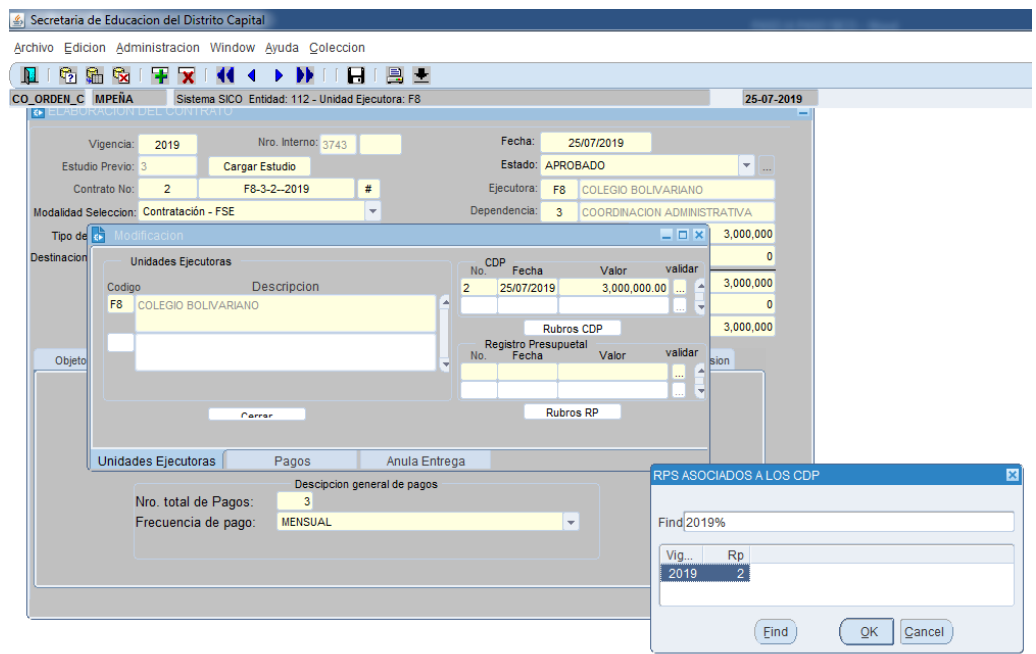 Secretaria de Educacion del Distrito Capital
Archivo Edicion Administracion Window Ayuda Coleccion
CO_ORDEN_C MPEÑA Sistema SICO Entidad: 112 - Unidad Ejecutora: F8 25-07-2019
ELABORACION DEL CONTRATO
Vigencia: 2019 Nro. Interno: 3743 Fecha: 25/07/2019
Estudio Previo: 3 Cargar Estudio Estado: APROBADO ...
Contrato No: 2 F8-3-2--2019 # Ejecutora: F8 COLEGIO BOLIVARIANO
Modalidad Seleccion: Contratación - FSE Dependencia: 3 COORDINACION ADMINISTRATIVA
Tipo de Modificacion 3,000,000
Destinacion 0
Unidades Ejecutoras CDP
No. Fecha Valor validar
Codigo Descripcion 2 25/07/2019 3,000,000.00 ... 3,000,000
F8 COLEGIO BOLIVARIANO ... 0
Rubros CDP 3,000,000
Registro Presupuetal
No. Fecha Valor validar
Objeto ... sion
...
Cerrar Rubros RP
Unidades Ejecutoras Pagos Anula Entrega
Descipcion general de pagos
Nro. total de Pagos: 3
Frecuencia de pago: MENSUAL
RPS ASOCIADOS A LOS CDP
Find 2019%
Vig... Rp
2019 2
Find OK Cancel